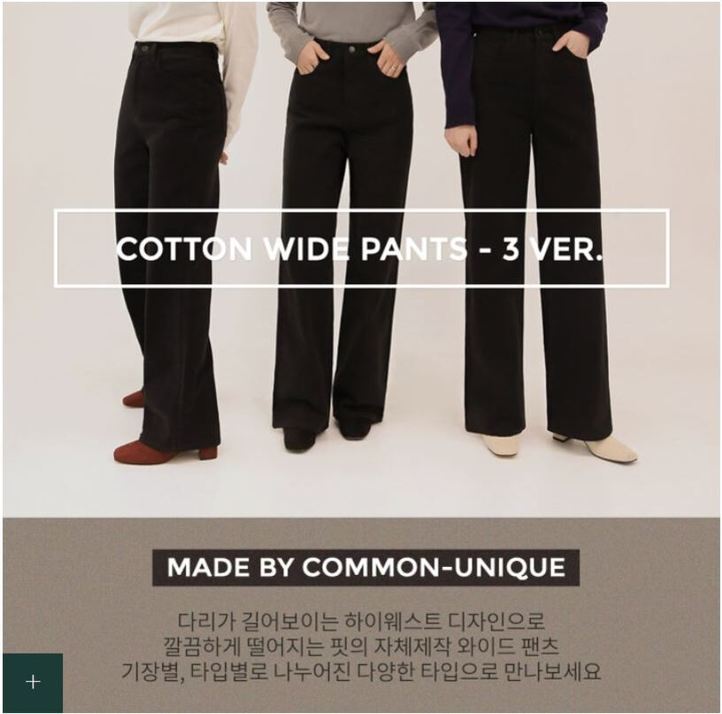 COTTON WIDE PANTS - 3 VER.
MADE BY COMMON-UNIQUE
다리가 길어보이는 하이웨스트 디자인으로
깔끔하게 떨어지는 핏의 자체제작 와이드 팬츠
기장별, 타입별로 나누어진 다양한 타입으로 만나보세요